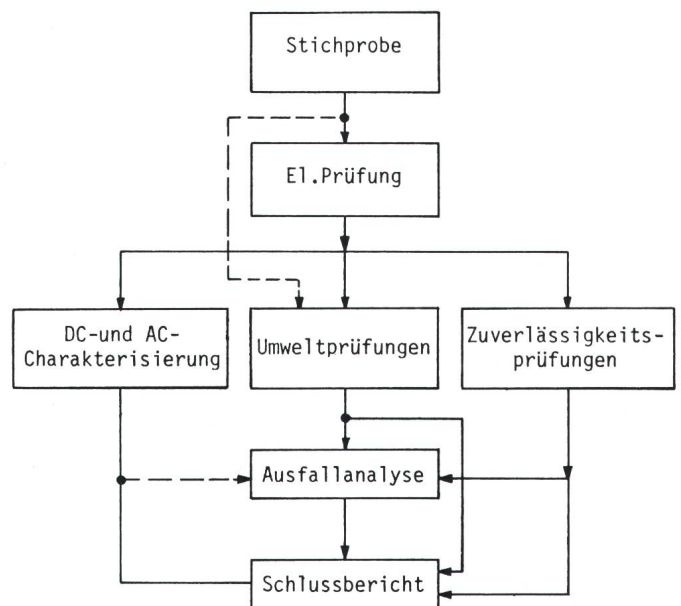 Stichprobe
El.Prüfung
DC-und AC-
Charakterisierung
Umweltprüfungen
Zuverlässigkeits-
prüfungen
Ausfallanalyse
Schlussbericht